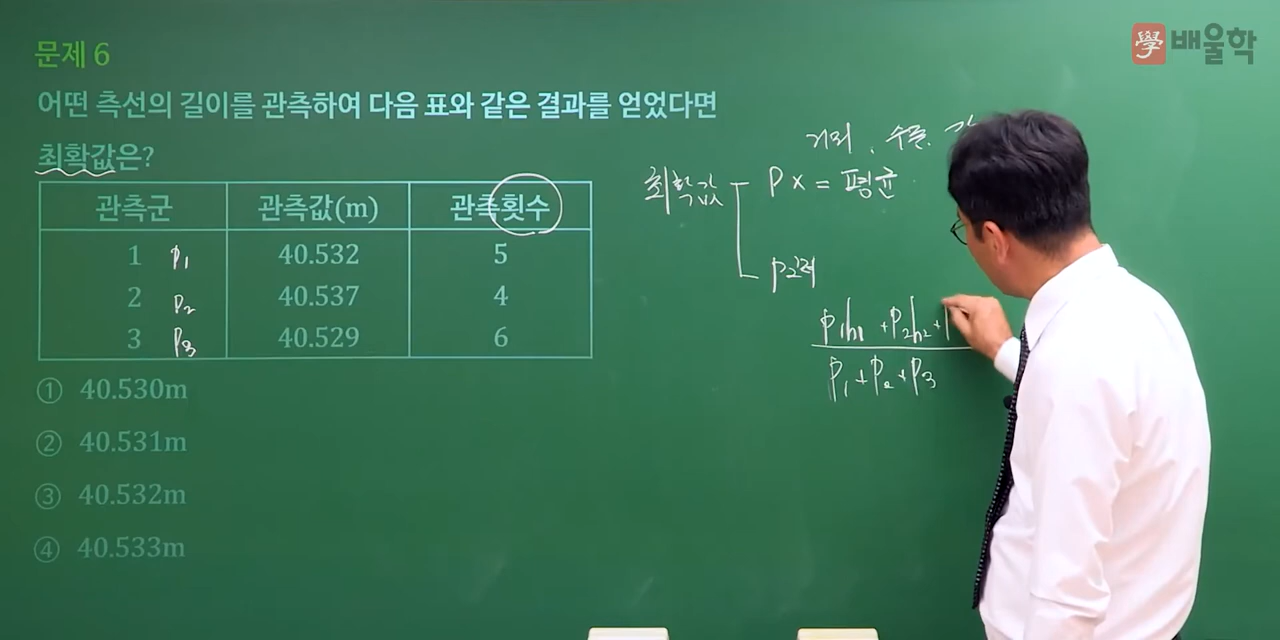 學 배울학
문제 6
어떤 측선의 길이를 관측하여 다음 표와 같은 결과를 얻었다면
최확값은?
관측군 관측값(m) 관측횟수
1 P₁ 40.532 5
2 P₂ 40.537 4
3 P₃ 40.529 6
① 40.530m
② 40.531m
③ 40.532m
④ 40.533m
거리, 수준, 각
최확값 P× = 평균
P고려
P₁h₁ + P₂h₂ +
P₁ + P₂ + P₃